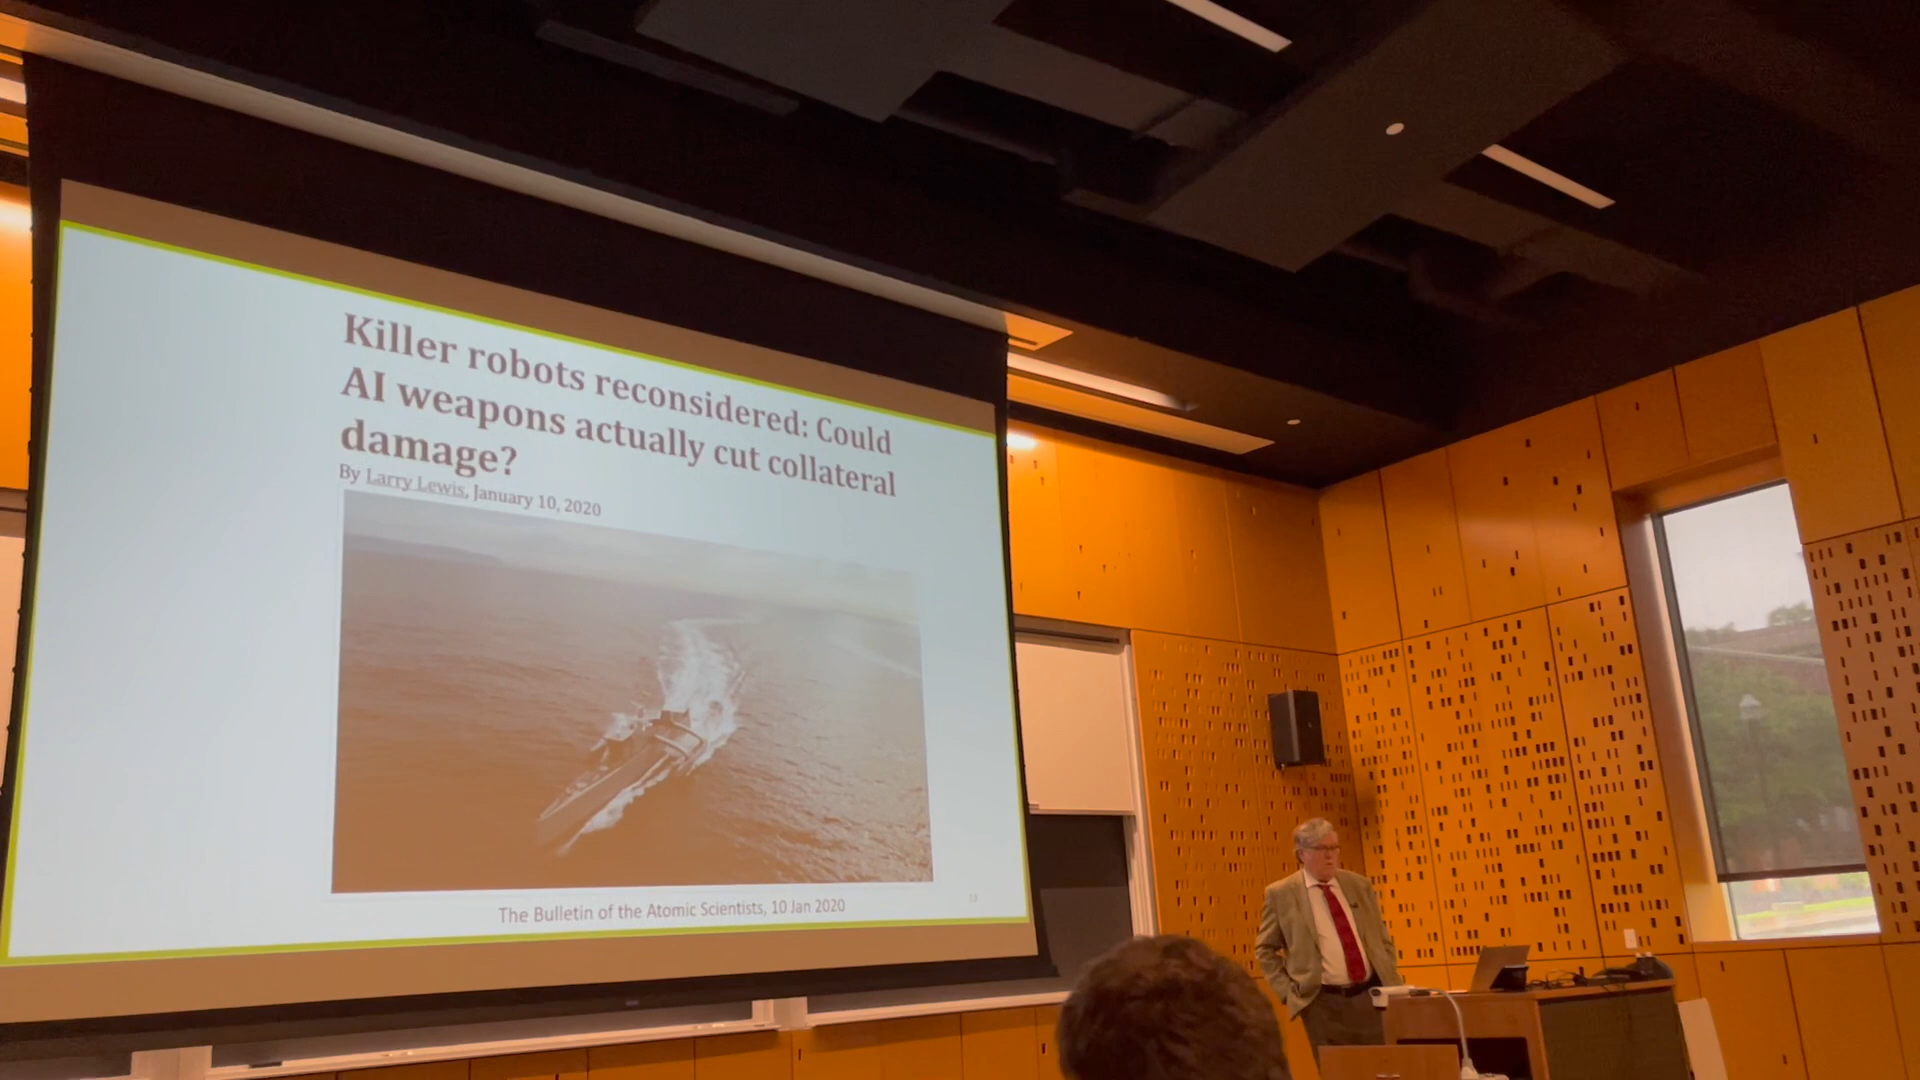 Killer robots reconsidered: Could
AI weapons actually cut collateral
damage?
By Larry Lewis, January 10, 2020
The Bulletin of the Atomic Scientists, 10 Jan 2020